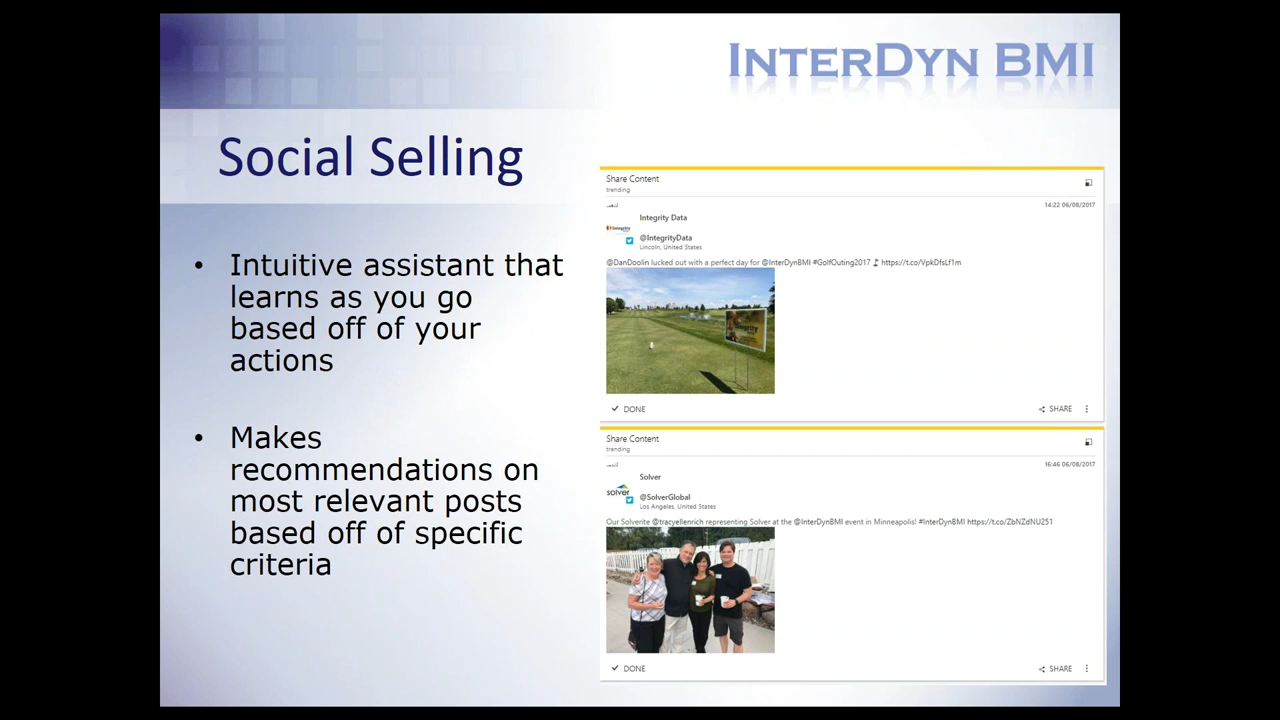 INTERDYN BMI
Social Selling
• Intuitive assistant that
learns as you go
based off of your
actions
• Makes
recommendations on
most relevant posts
based off of specific
criteria
Share Content
trending
14:22 06/08/2017
Integrity Data
@IntegrityData
Lincoln, United States
@DanDoolin lucked out with a perfect day for @InterDynBMI #GolfOuting2017 ⛳ https://t.co/VpkDfsLf1m
Integrity
DONE
SHARE
Share Content
trending
16:46 06/08/2017
Solver
solver
@SolverGlobal
Los Angeles, United States
Our Solverite @tracyellenrich representing Solver at the @InterDynBMI event in Minneapolis! #InterDynBMI https://t.co/ZbNZdNU251
DONE
SHARE